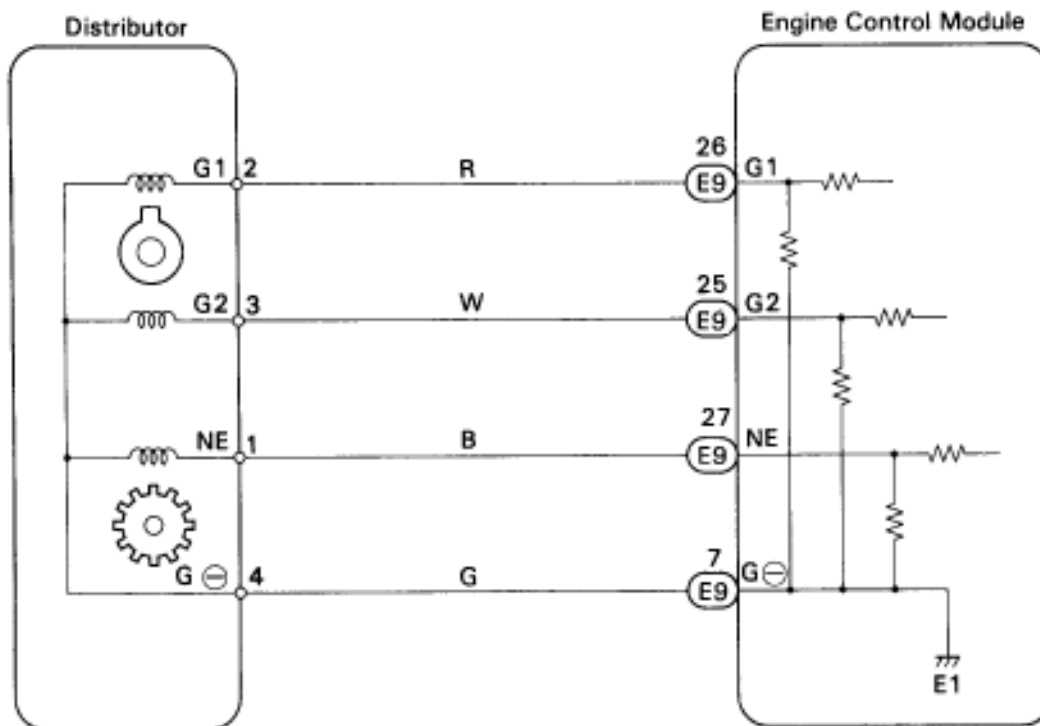 Distributor
Engine Control Module
G1 2 R 26 E9 G1
G2 3 W 25 E9 G2
NE 1 B 27 E9 NE
G ⊖ 4 G 7 E9 G ⊖
E1